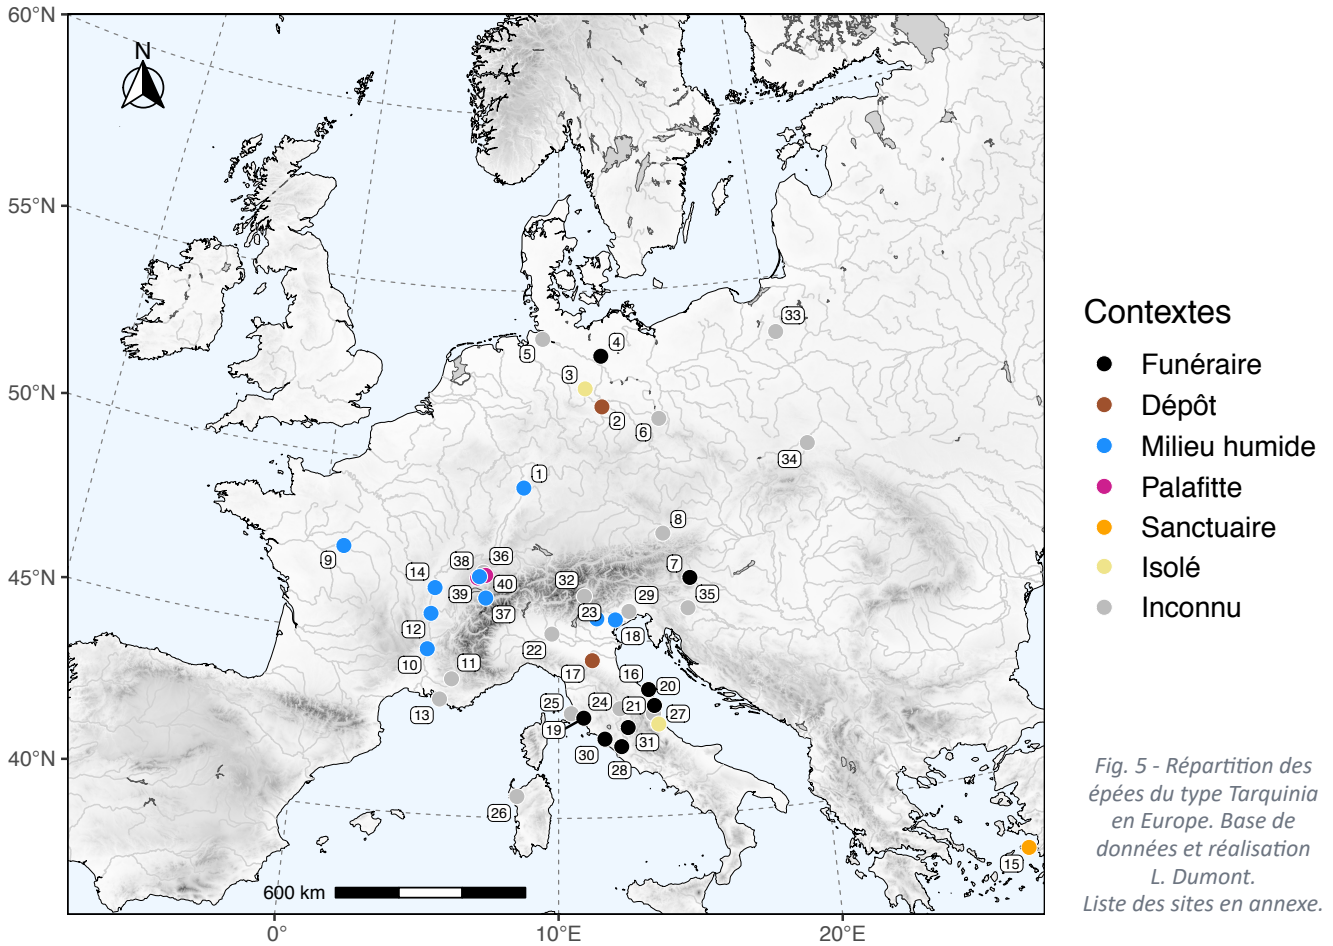 60°N
N
55°N
33
4
5
3
50°N
2
6
34
1
8
9
38
36
14
7
45°N
32
39
40
35
29
23
37
12
18
22
10
11
16
17
20
13
25
24
21
27
19
31
40°N
30
28
26
15
600 km
0°
10°E
20°E
Contextes
Funéraire
Dépôt
Milieu humide
Palafitte
Sanctuaire
Isolé
Inconnu
Fig. 5 - Répartition des
épées du type Tarquinia
en Europe. Base de
données et réalisation
L. Dumont.
Liste des sites en annexe.